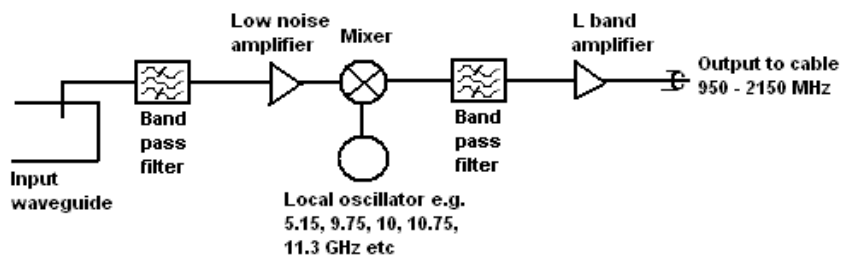 Low noise
amplifier
Mixer
L band
amplifier
Output to cable
950 - 2150 MHz
Band
pass
filter
Band
pass
filter
Input
waveguide
Local oscillator e.g.
5.15, 9.75, 10, 10.75,
11.3 GHz etc